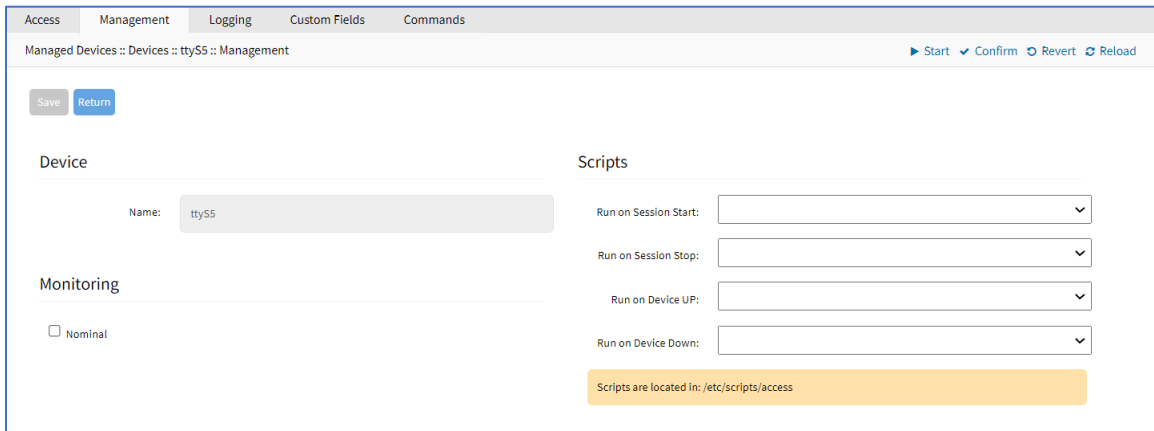 Access Management Logging Custom Fields Commands
Managed Devices :: Devices :: ttyS5 :: Management Start Confirm Revert Reload
Save Return
Device
Name: ttyS5
Monitoring
Nominal
Scripts
Run on Session Start:
Run on Session Stop:
Run on Device UP:
Run on Device Down:
Scripts are located in: /etc/scripts/access